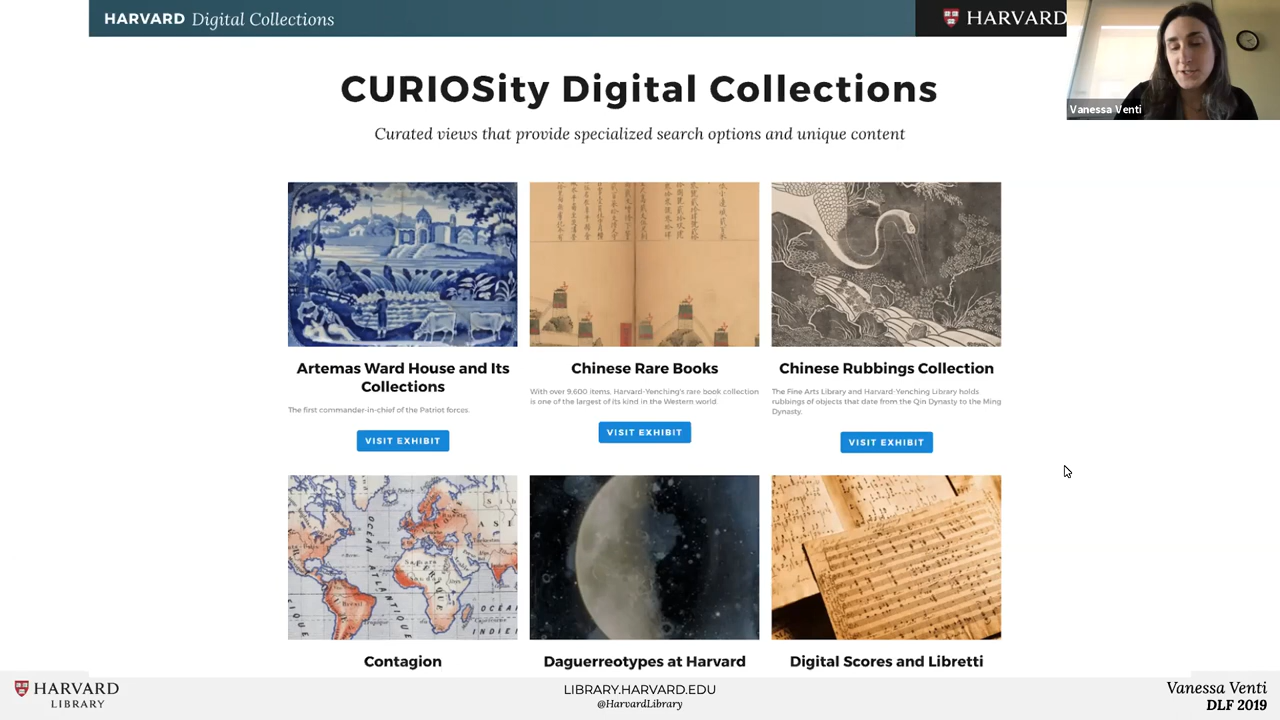 HARVARD Digital Collections
HARVARD
Vanessa Venti
CURIOSity Digital Collections
Curated views that provide specialized search options and unique content
Artemas Ward House and Its
Collections
The first commander-in-chief of the Patriot forces.
VISIT EXHIBIT
Chinese Rare Books
With over 9,600 items, Harvard-Yenching's rare book collection
is one of the largest of its kind in the Western world.
VISIT EXHIBIT
Chinese Rubbings Collection
The Fine Arts Library and Harvard-Yenching Library holds
rubbings of objects that date from the Qin Dynasty to the Ming
Dynasty.
VISIT EXHIBIT
Contagion
Daguerreotypes at Harvard
Digital Scores and Libretti
HARVARD
LIBRARY
LIBRARY.HARVARD.EDU
@HarvardLibrary
Vanessa Venti
DLF 2019